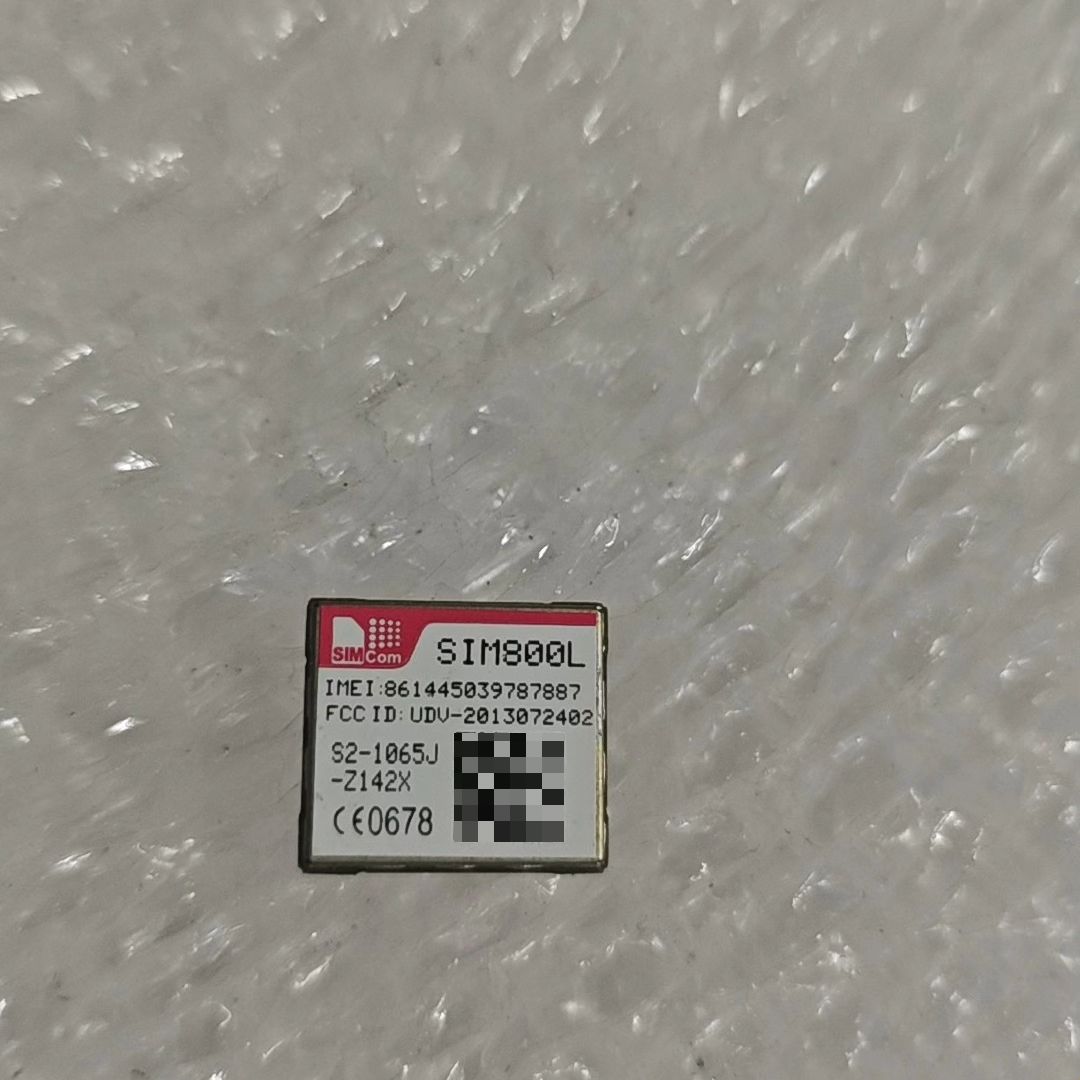 SIMCom
SIM800L
IMEI:861445039787887
FCC ID: UDV-2013072402
S2-1065J
-Z142X
CE0678